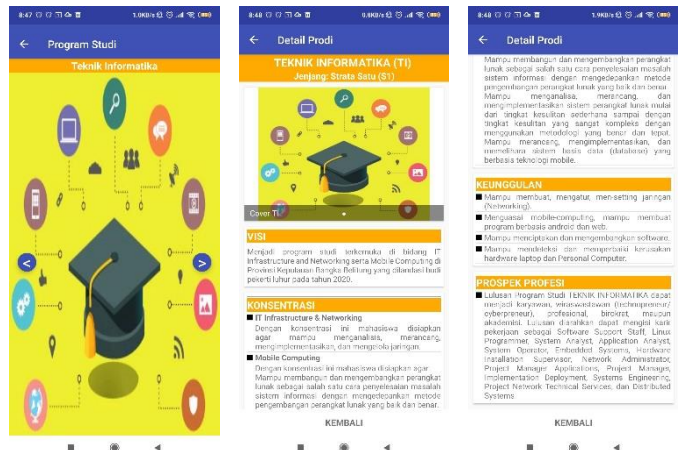 8:47
1.0KB/s
Program Studi
Teknik Informatika
8:48
0.8KB/s
Detail Prodi
TEKNIK INFORMATIKA (TI)
Jenjang: Strata Satu (S1)
Cover TI
VISI
Menjadi program studi terkemuka di bidang IT
Infrastructure and Networking serta Mobile Computing di
Provinsi Kepulauan Bangka Belitung yang dilandasi budi
pekerti luhur pada tahun 2020.
KONSENTRASI
IT Infrastructure & Networking
Dengan konsentrasi ini mahasiswa disiapkan
agar mampu menganalisis, merancang,
mengimplementasikan, dan mengelola jaringan.
Mobile Computing
Dengan konsentrasi ini mahasiswa disiapkan agar
Mampu membangun dan mengembangkan perangkat
lunak sebagai salah satu cara penyelesaian masalah
sistem informasi dengan mengedepankan metode
pengembangan perangkat lunak yang baik dan benar.
KEMBALI
8:48
1.9KB/s
Detail Prodi
Mampu membangun dan mengembangkan perangkat
lunak sebagai salah satu cara penyelesaian masalah
sistem informasi dengan mengedepankan metode
pengembangan perangkat lunak yang baik dan benar.
Mampu menganalisa, merancang, dan
mengimplementasikan sistem perangkat lunak mulai
dari tingkat kesulitan sederhana sampai dengan
tingkat kesulitan yang sangat kompleks dengan
menggunakan metodologi yang benar dan tepat.
Mampu merancang, mengimplementasikan, dan
memelihara sistem basis data (database) yang
berbasis teknologi mobile.
KEUNGGULAN
Mampu membuat, mengatur, men-setting jaringan
(Networking).
Menguasai mobile-computing, mampu membuat
program berbasis android dan web.
Mampu menciptakan dan mengembangkan software.
Mampu mendeteksi dan memperbaiki kerusakan
hardware laptop dan Personal Computer.
PROSPEK PROFESI
Lulusan Program Studi TEKNIK INFORMATIKA dapat
menjadi karyawan, wiraswastawan (technopreneur/
cyberpreneur), profesional, birokrat, maupun
akademisi. Lulusan diarahkan dapat mengisi karir
pekerjaan sebagai Software Support Staff, Linux
Programmer, System Analyst, Application Analyst,
System Operator, Embedded Systems, Hardware
Installation Supervisor, Network Administrator,
Project Manager Applications, Project Manager,
Implementation Deployment, Systems Engineering,
Project Network Technical Services, dan Distributed
Systems
KEMBALI